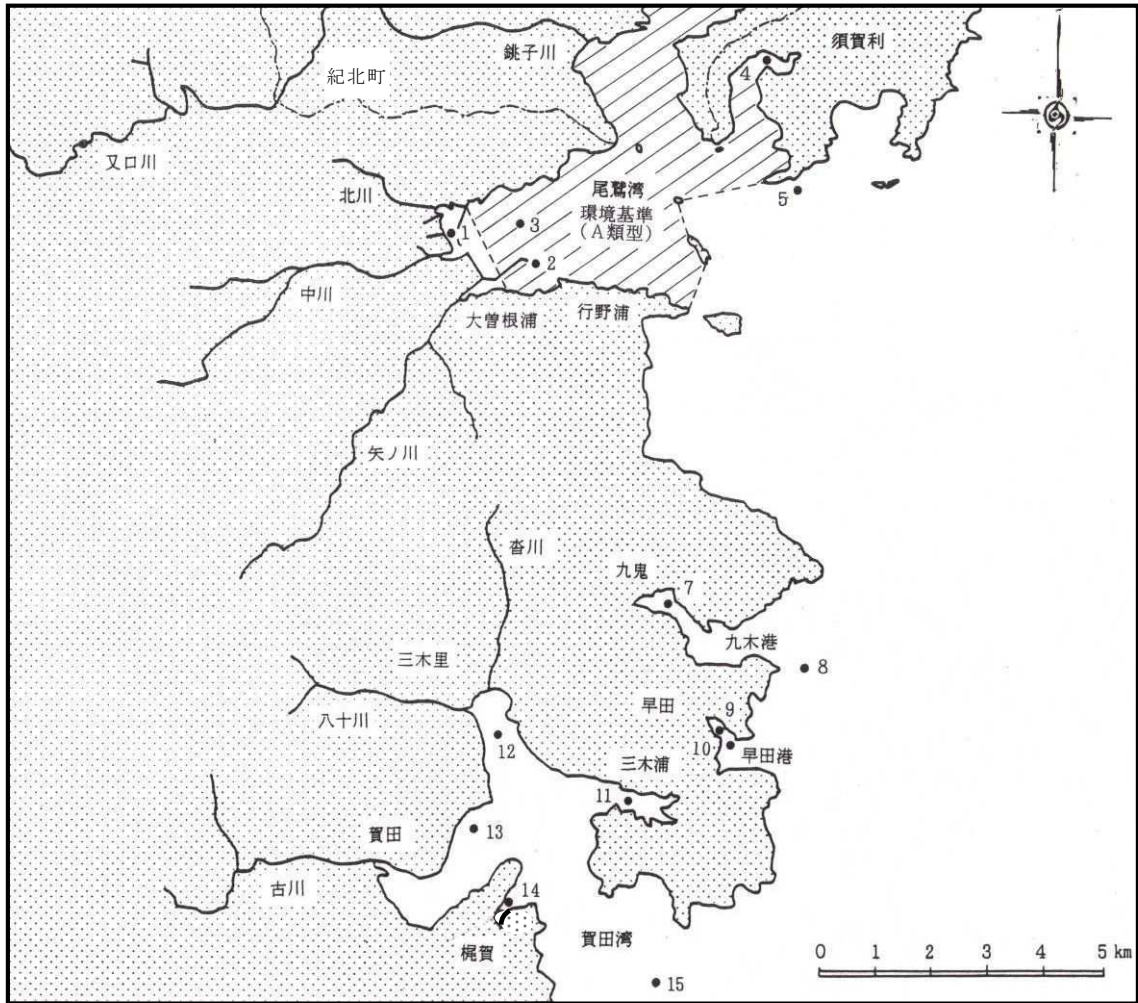 銚子川
須賀利
紀北町
4
又口川
北川
尾鷲湾
環境基準
(A類型)
5
1
3
2
中川
大曽根浦
行野浦
矢ノ川
沓川
九鬼
7
九木港
8
三木里
八十川
早田
9
10
早田港
12
三木浦
11
賀田
13
古川
14
梶賀
賀田湾
15
0 1 2 3 4 5 km